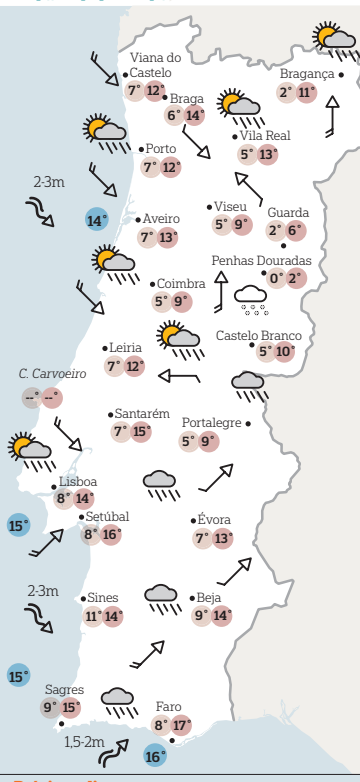 Viana do
Castelo
7° 12°
Bragança
2° 11°
Braga
6° 14°
Vila Real
5° 13°
Porto
7° 12°
2-3m
14°
Aveiro
7° 13°
Viseu
5° 9°
Guarda
2° 6°
Penhas Douradas
0° 2°
Coimbra
5° 9°
Leiria
7° 12°
Castelo Branco
5° 10°
C. Carvoeiro
--° --°
Santarém
7° 15°
Portalegre
5° 9°
Lisboa
8° 14°
15°
Setúbal
8° 16°
Évora
7° 13°
2-3m
Sines
11° 14°
Beja
9° 14°
15°
Sagres
9° 15°
Faro
8° 17°
1,5-2m
16°